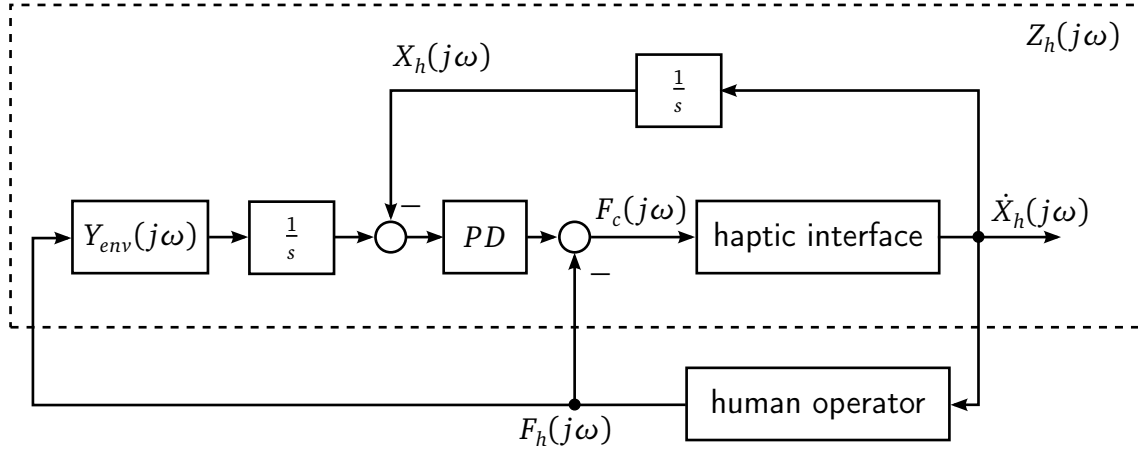 Z_h(jω)
X_h(jω)
1/s
Y_env(jω)
1/s
−
PD
F_c(jω)
−
haptic interface
Ẋ_h(jω)
human operator
F_h(jω)